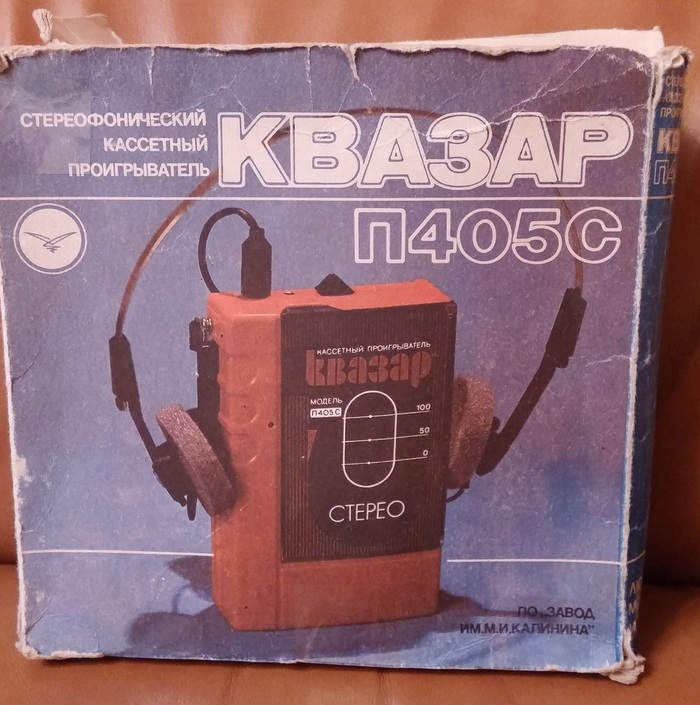 СТЕРЕОФОНИЧЕСКИЙ
КАССЕТНЫЙ
ПРОИГРЫВАТЕЛЬ
КВАЗАР
П405С
КАССЕТНЫЙ ПРОИГРЫВАТЕЛЬ
квазар
МОДЕЛЬ
П405С
100
50
0
СТЕРЕО
ПО „ЗАВОД
ИМ.М.И.КАЛИНИНА"